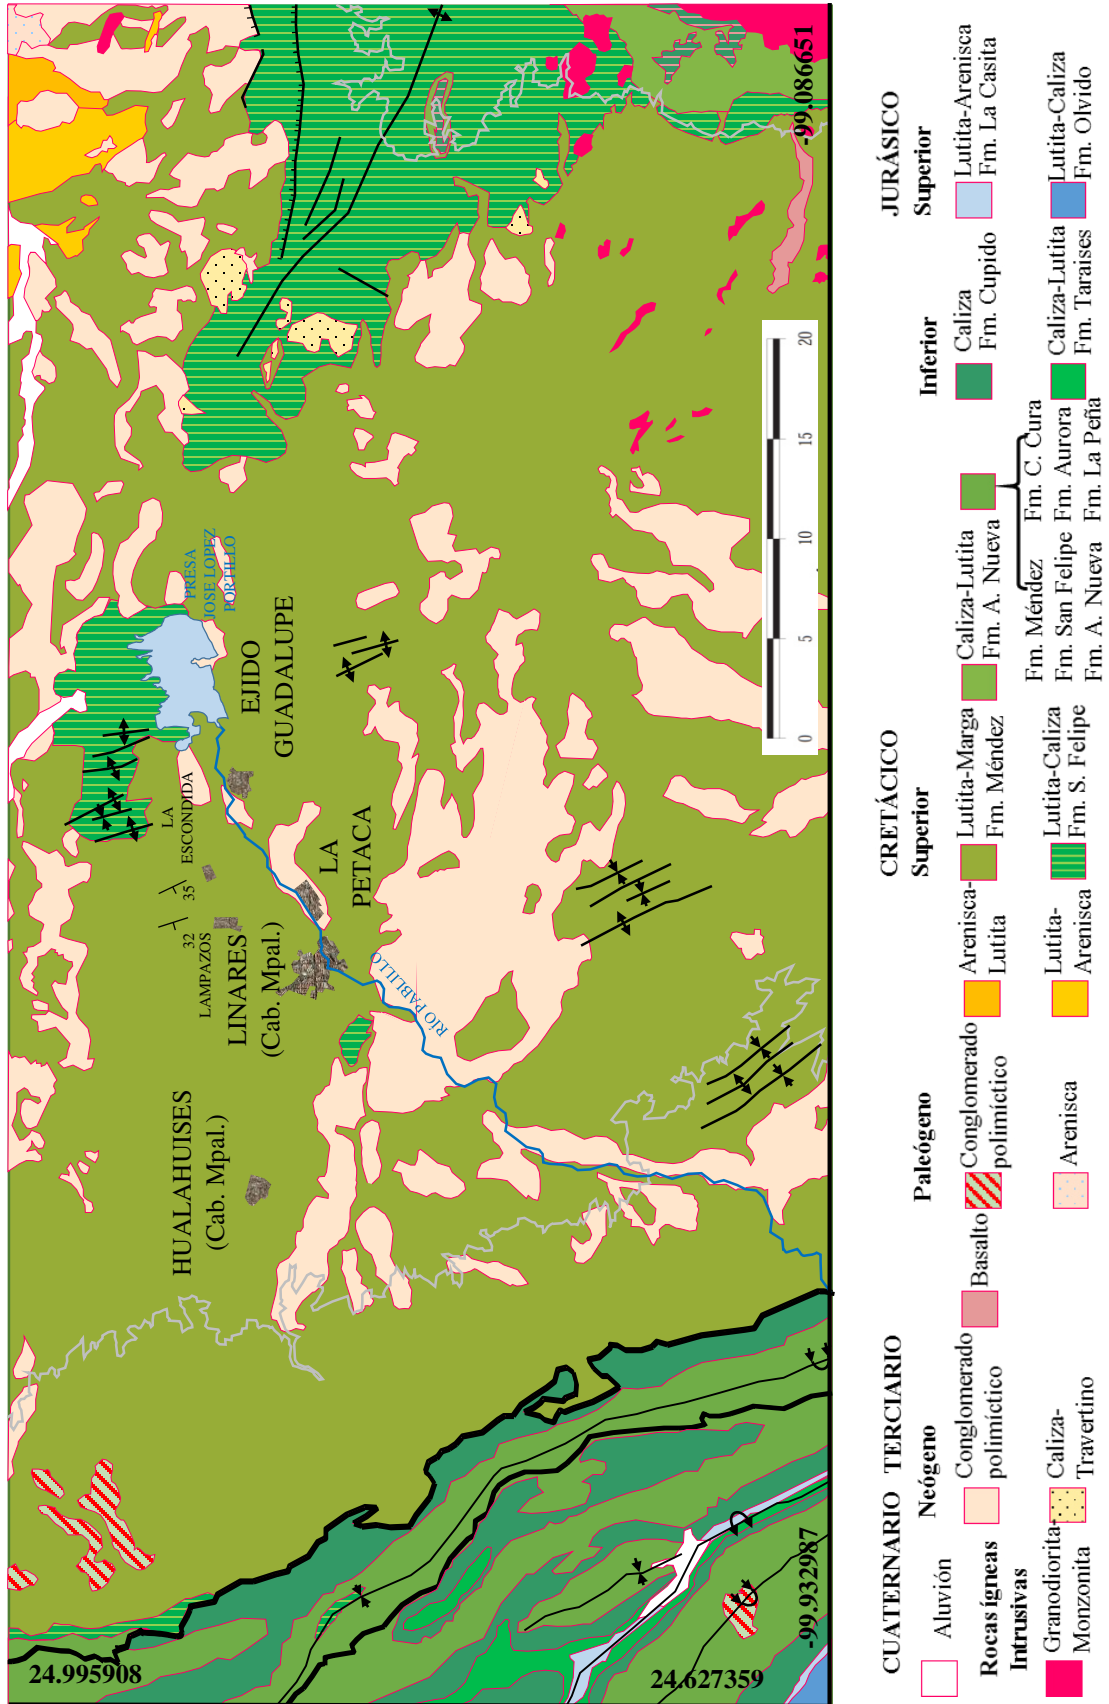 24.995908
24.627359
-99.932987
-99.086651
HUALAHUISES
(Cab. Mpal.)
LAMPAZOS
32
35
LINARES
(Cab. Mpal.)
LA
ESCONDIDA
LA
PETACA
EJIDO
GUADALUPE
PRESA
JOSE LOPEZ
PORTILLO
RÍO PABLILLO
0 5 10 15 20
CUATERNARIO TERCIARIO
Aluvión
Rocas ígneas
Intrusivas
Granodiorita-
Monzonita
Neógeno
Conglomerado
polimíctico
Caliza-
Travertino
Basalto
Paleógeno
Conglomerado
polimíctico
Arenisca
Arenisca-
Lutita
Lutita-
Arenisca
CRETÁCICO
Superior
Lutita-Marga
Fm. Méndez
Lutita-Caliza
Fm. S. Felipe
Caliza-Lutita
Fm. A. Nueva
Fm. Méndez Fm. C. Cura
Fm. San Felipe Fm. Aurora
Fm. A. Nueva Fm. La Peña
Inferior
Caliza
Fm. Cupido
Caliza-Lutita
Fm. Taraises
JURÁSICO
Superior
Lutita-Arenisca
Fm. La Casita
Lutita-Caliza
Fm. Olvido